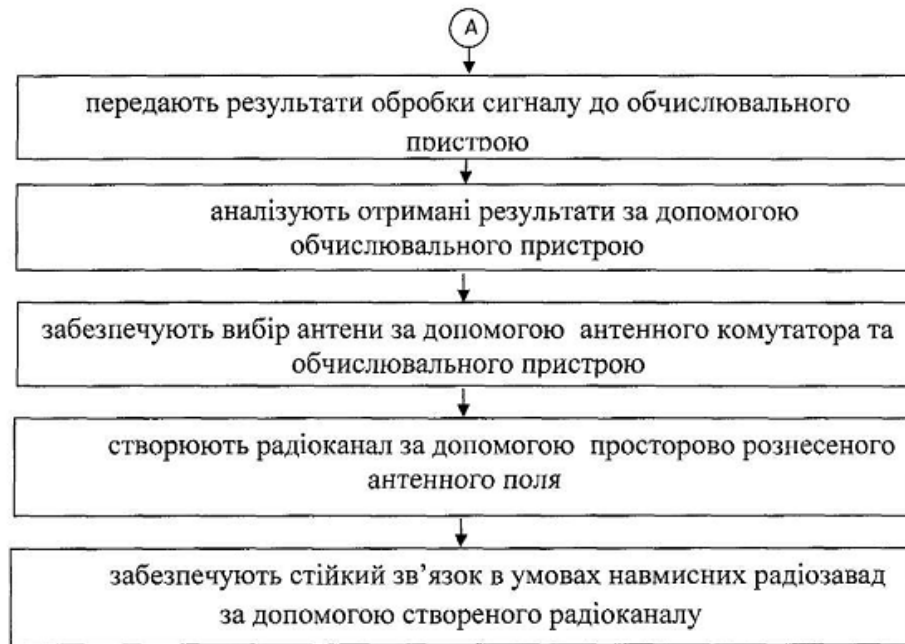 А
передають результати обробки сигналу до обчислювального
пристрою
аналізують отримані результати за допомогою
обчислювального пристрою
забезпечують вибір антени за допомогою антенного комутатора та
обчислювального пристрою
створюють радіоканал за допомогою просторово рознесеного
антенного поля
забезпечують стійкий зв’язок в умовах навмисних радіозавад
за допомогою створеного радіоканалу